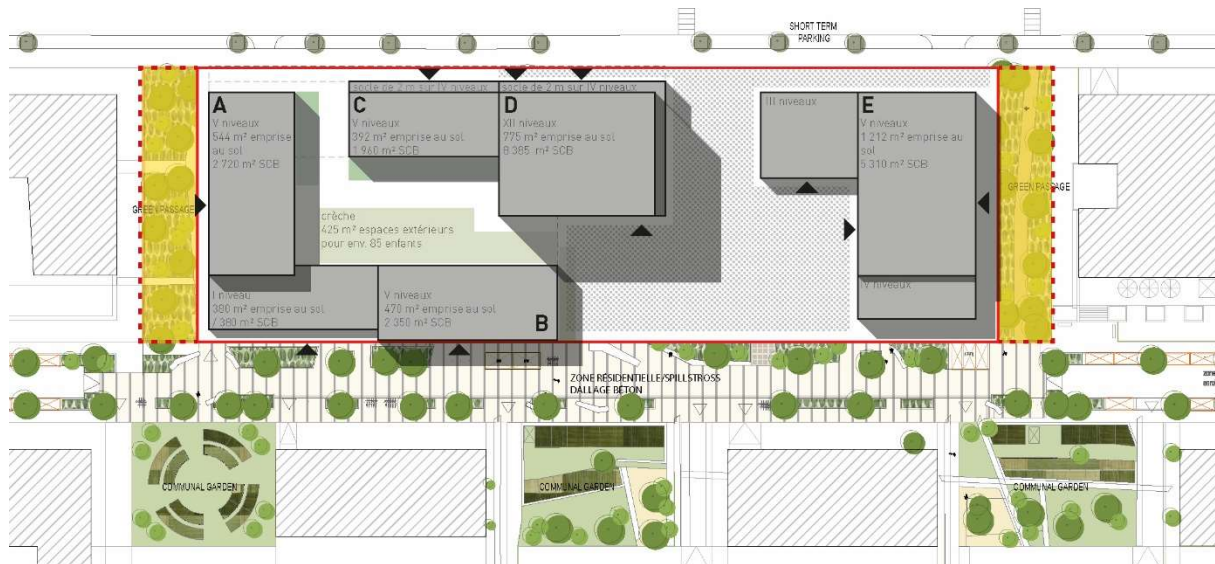 SHORT TERM
PARKING
A
V niveaux
544 m² emprise
au sol
2 720 m² SCB
socle de 2 m sur IV niveaux
C
V niveaux
392 m² emprise au sol
1 960 m² SCB
socle de 2 m sur IV niveaux
D
XII niveaux
775 m² emprise au sol
8 385 m² SCB
III niveaux
E
V niveaux
1 212 m² emprise au
sol
5 310 m² SCB
GREEN PASSAGE
GREEN PASSAGE
crêche
425 m² espaces extérieurs
pour env. 85 enfants
I niveau
380 m² emprise au sol
/ 380 m² SCB
V niveaux
470 m² emprise au sol
2 350 m² SCB
B
IV niveaux
ZONE RÉSIDENTIELLE/SPILLSTROSS
DALLAGE BÉTON
COMMUNAL GARDEN
COMMUNAL GARDEN
COMMUNAL GARDEN